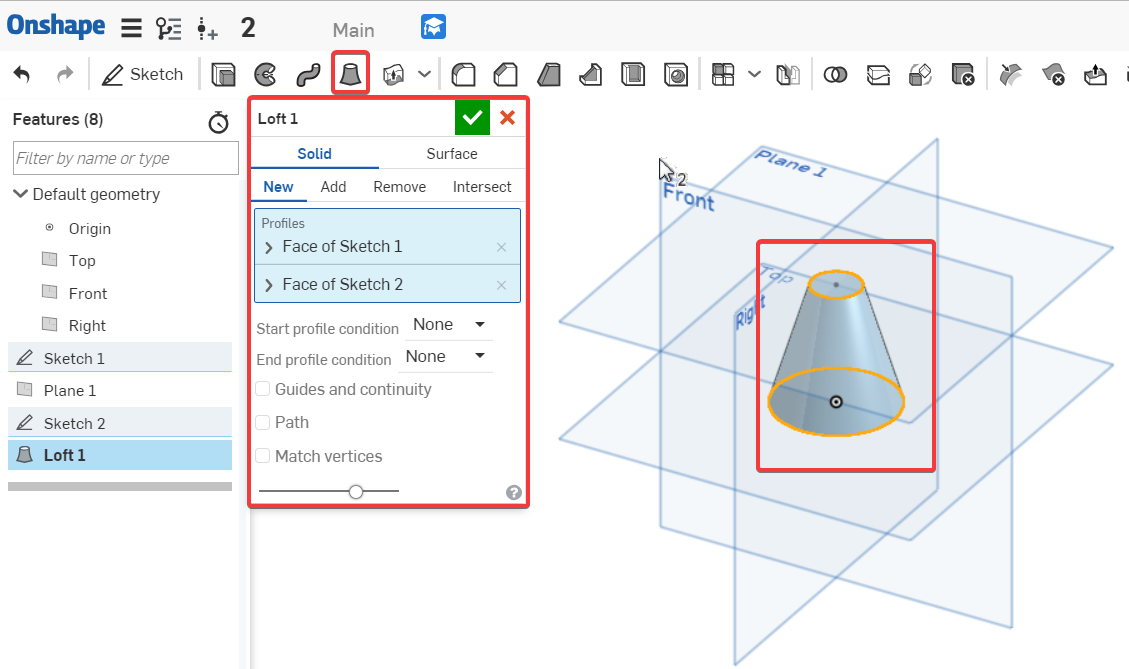 Onshape 2 Main
Sketch
Features (8)
Filter by name or type
Default geometry
Origin
Top
Front
Right
Sketch 1
Plane 1
Sketch 2
Loft 1
Loft 1
Solid Surface
New Add Remove Intersect
Profiles
Face of Sketch 1
Face of Sketch 2
Start profile condition None
End profile condition None
Guides and continuity
Path
Match vertices
?
2
Plane 1
Front
Top
Right